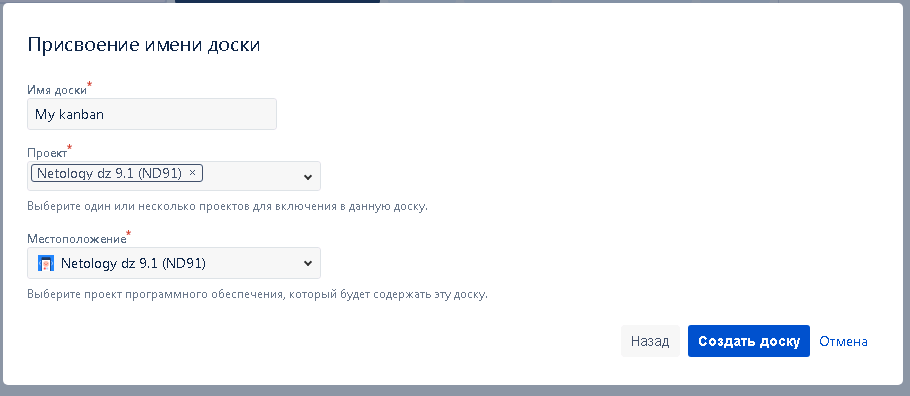 Присвоение имени доски
Имя доски*
My kanban
Проект*
Netology dz 9.1 (ND91) ×
Выберите один или несколько проектов для включения в данную доску.
Местоположение*
Netology dz 9.1 (ND91)
Выберите проект программного обеспечения, который будет содержать эту доску.
Назад Создать доску Отмена